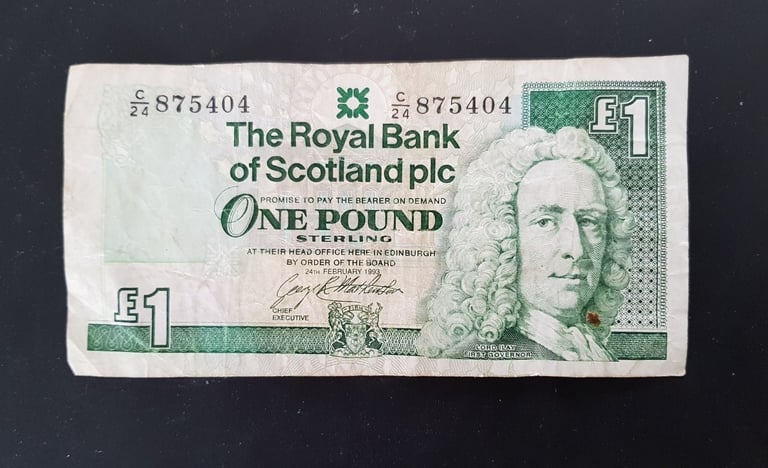 C/24 875404 C/24 875404
£1
The Royal Bank
of Scotland plc
PROMISE TO PAY THE BEARER ON DEMAND
ONE POUND
STERLING
AT THEIR HEAD OFFICE HERE IN EDINBURGH
BY ORDER OF THE BOARD
24TH FEBRUARY 1993
CHIEF
EXECUTIVE
£1
LORD ILAY
FIRST GOVERNOR